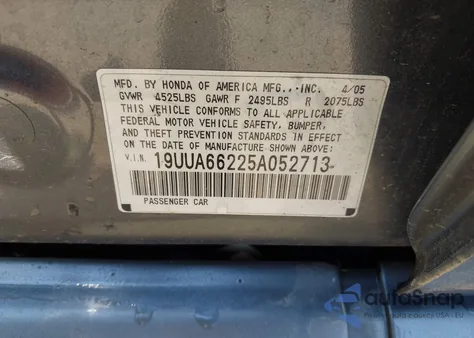 MFD. BY HONDA OF AMERICA MFG., INC. 4/05
GVWR 4525LBS GAWR F 2495LBS R 2075LBS
THIS VEHICLE CONFORMS TO ALL APPLICABLE
FEDERAL MOTOR VEHICLE SAFETY, BUMPER,
AND THEFT PREVENTION STANDARDS IN EFFECT
ON THE DATE OF MANUFACTURE SHOWN ABOVE:
V.I.N. 19UUA66225A052713
PASSENGER CAR
autoSnap